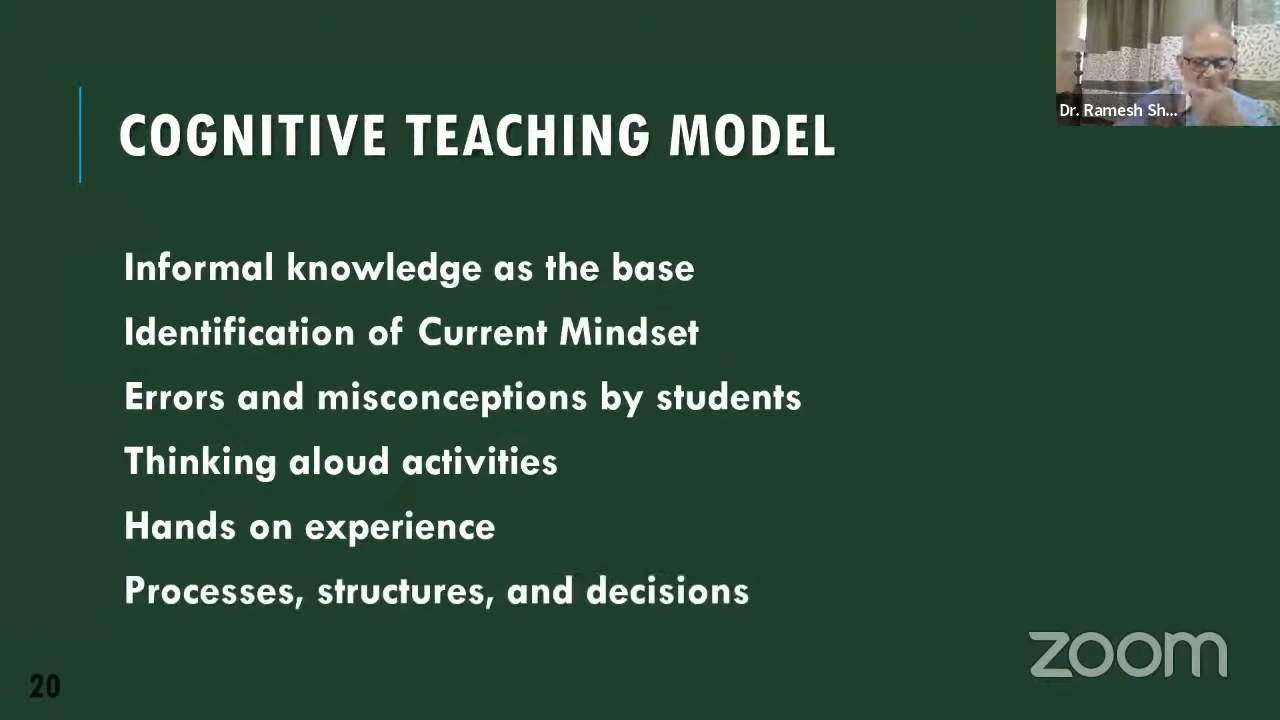 COGNITIVE TEACHING MODEL
Dr. Ramesh Sh...
Informal knowledge as the base
Identification of Current Mindset
Errors and misconceptions by students
Thinking aloud activities
Hands on experience
Processes, structures, and decisions
zoom
20